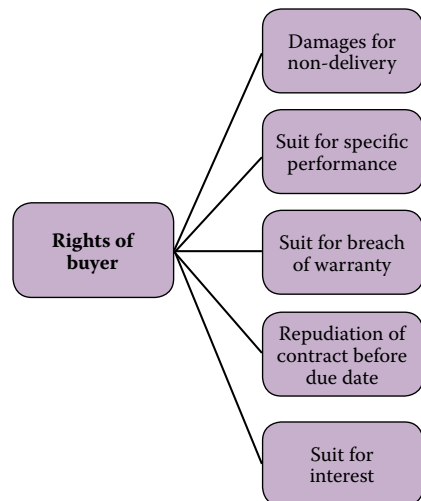 Damages for
non-delivery
Suit for specific
performance
Rights of
buyer
Suit for breach
of warranty
Repudiation of
contract before
due date
Suit for
interest